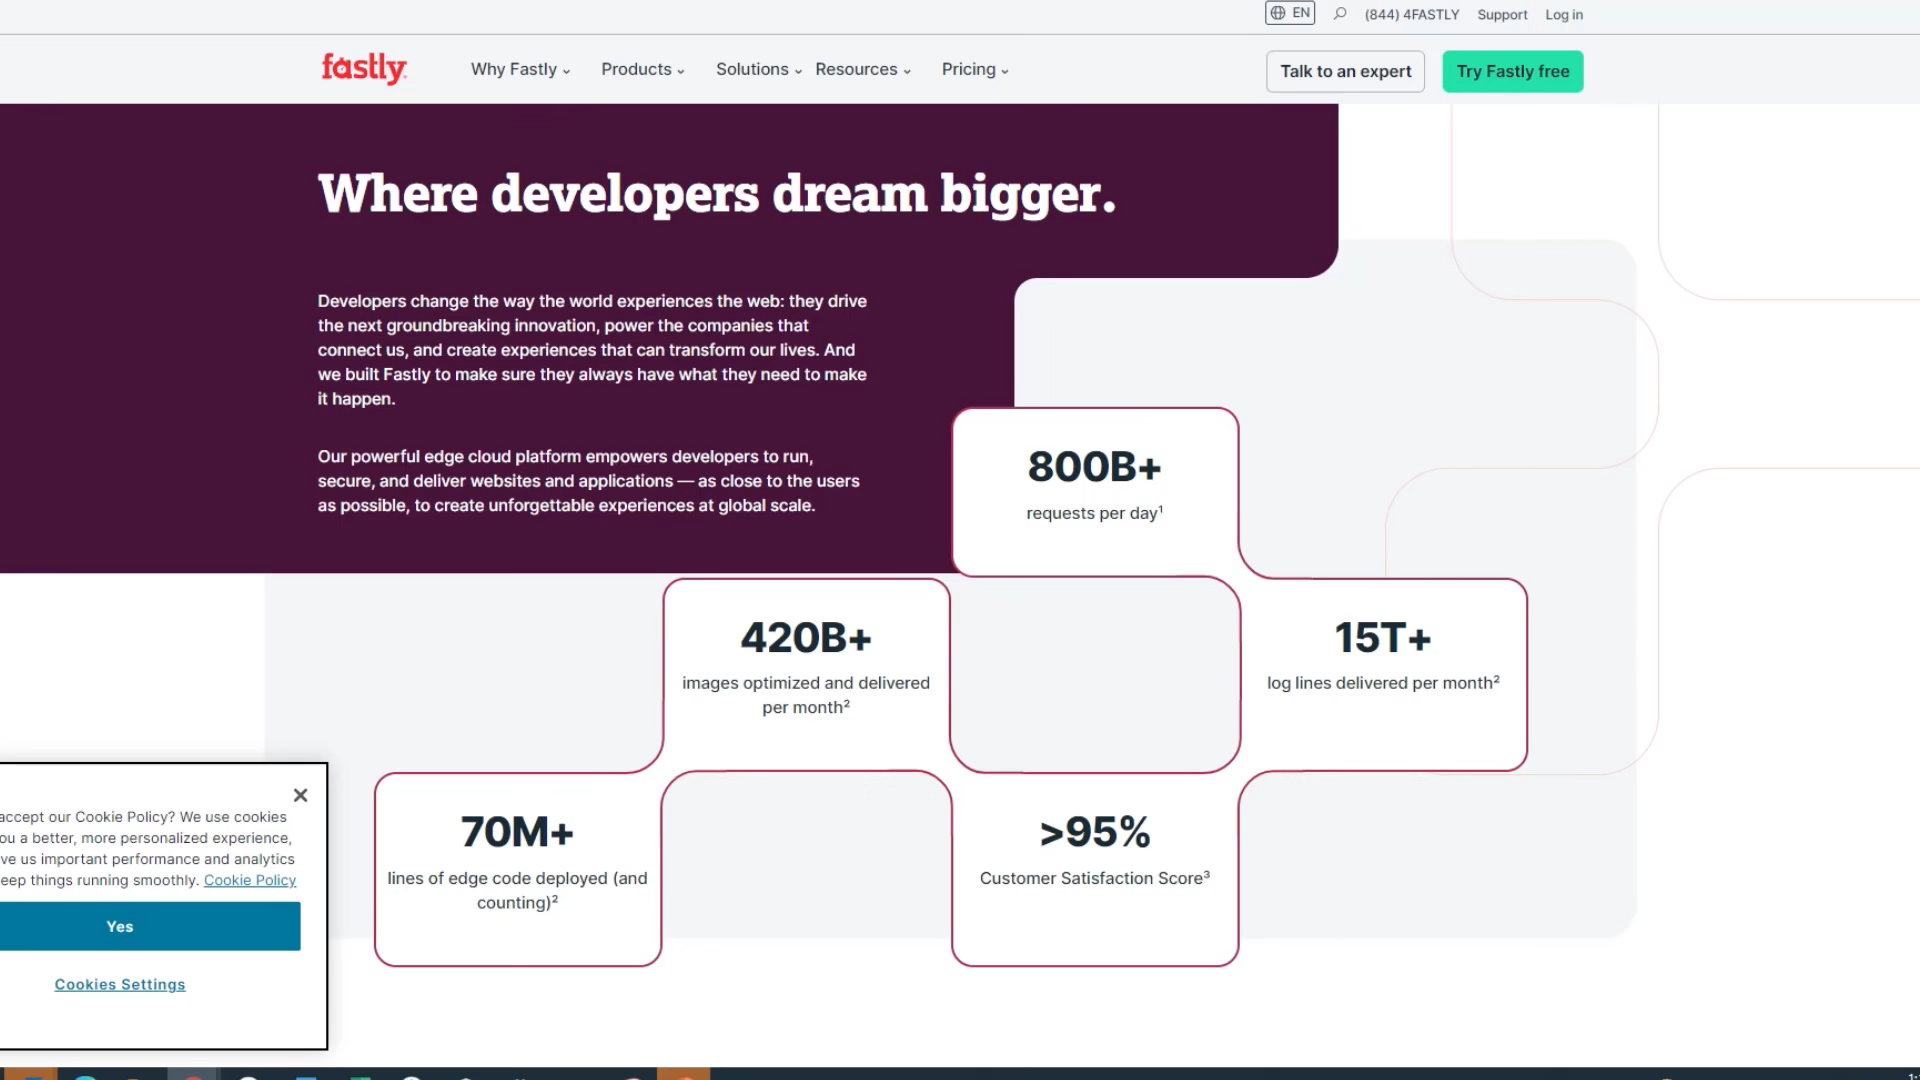 EN
(844) 4FASTLY
Support
Log in
fastly
Why Fastly
Products
Solutions
Resources
Pricing
Talk to an expert
Try Fastly free
Where developers dream bigger.
Developers change the way the world experiences the web: they drive
the next groundbreaking innovation, power the companies that
connect us, and create experiences that can transform our lives. And
we built Fastly to make sure they always have what they need to make
it happen.
Our powerful edge cloud platform empowers developers to run,
secure, and deliver websites and applications — as close to the users
as possible, to create unforgettable experiences at global scale.
800B+
requests per day¹
420B+
images optimized and delivered
per month²
15T+
log lines delivered per month²
70M+
lines of edge code deployed (and
counting)²
>95%
Customer Satisfaction Score³
accept our Cookie Policy? We use cookies
ou a better, more personalized experience,
ve us important performance and analytics
eep things running smoothly. Cookie Policy
Yes
Cookies Settings